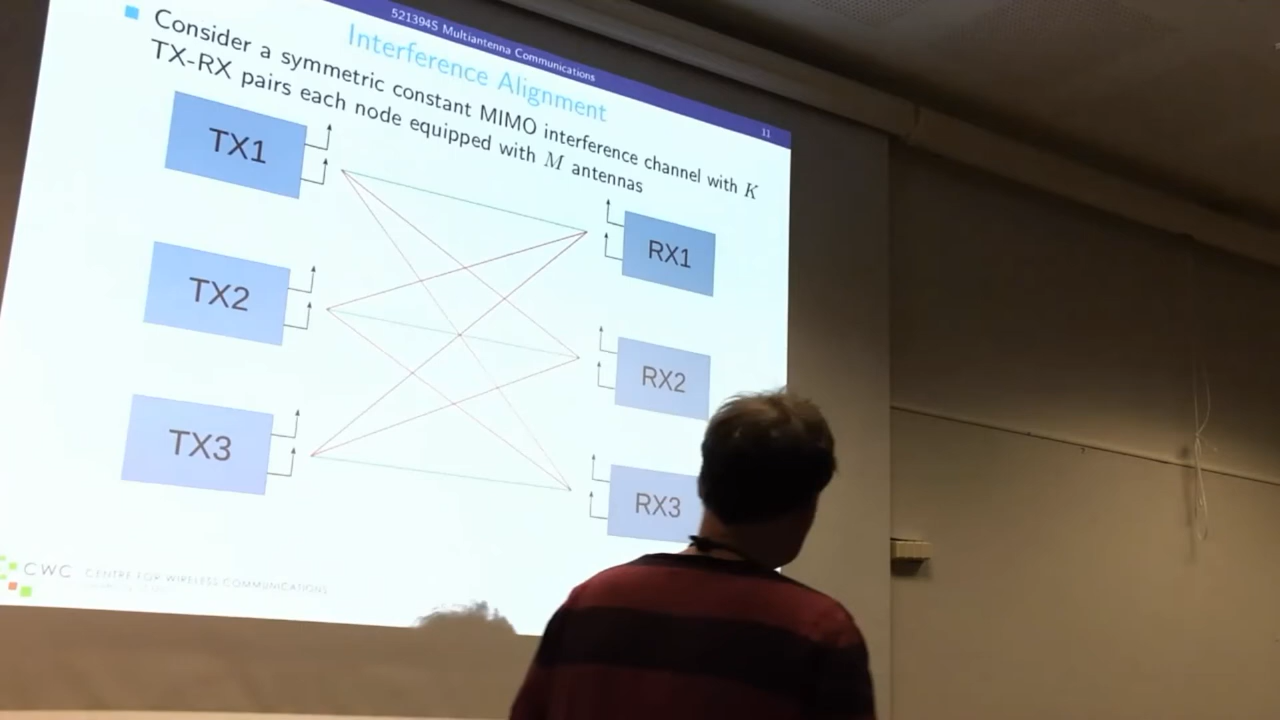 521394S Multiantenna Communications
11
Interference Alignment
Consider a symmetric constant MIMO interference channel with K
TX-RX pairs each node equipped with M antennas
TX1
RX1
TX2
RX2
TX3
RX3
CWC CENTRE FOR WIRELESS COMMUNICATIONS